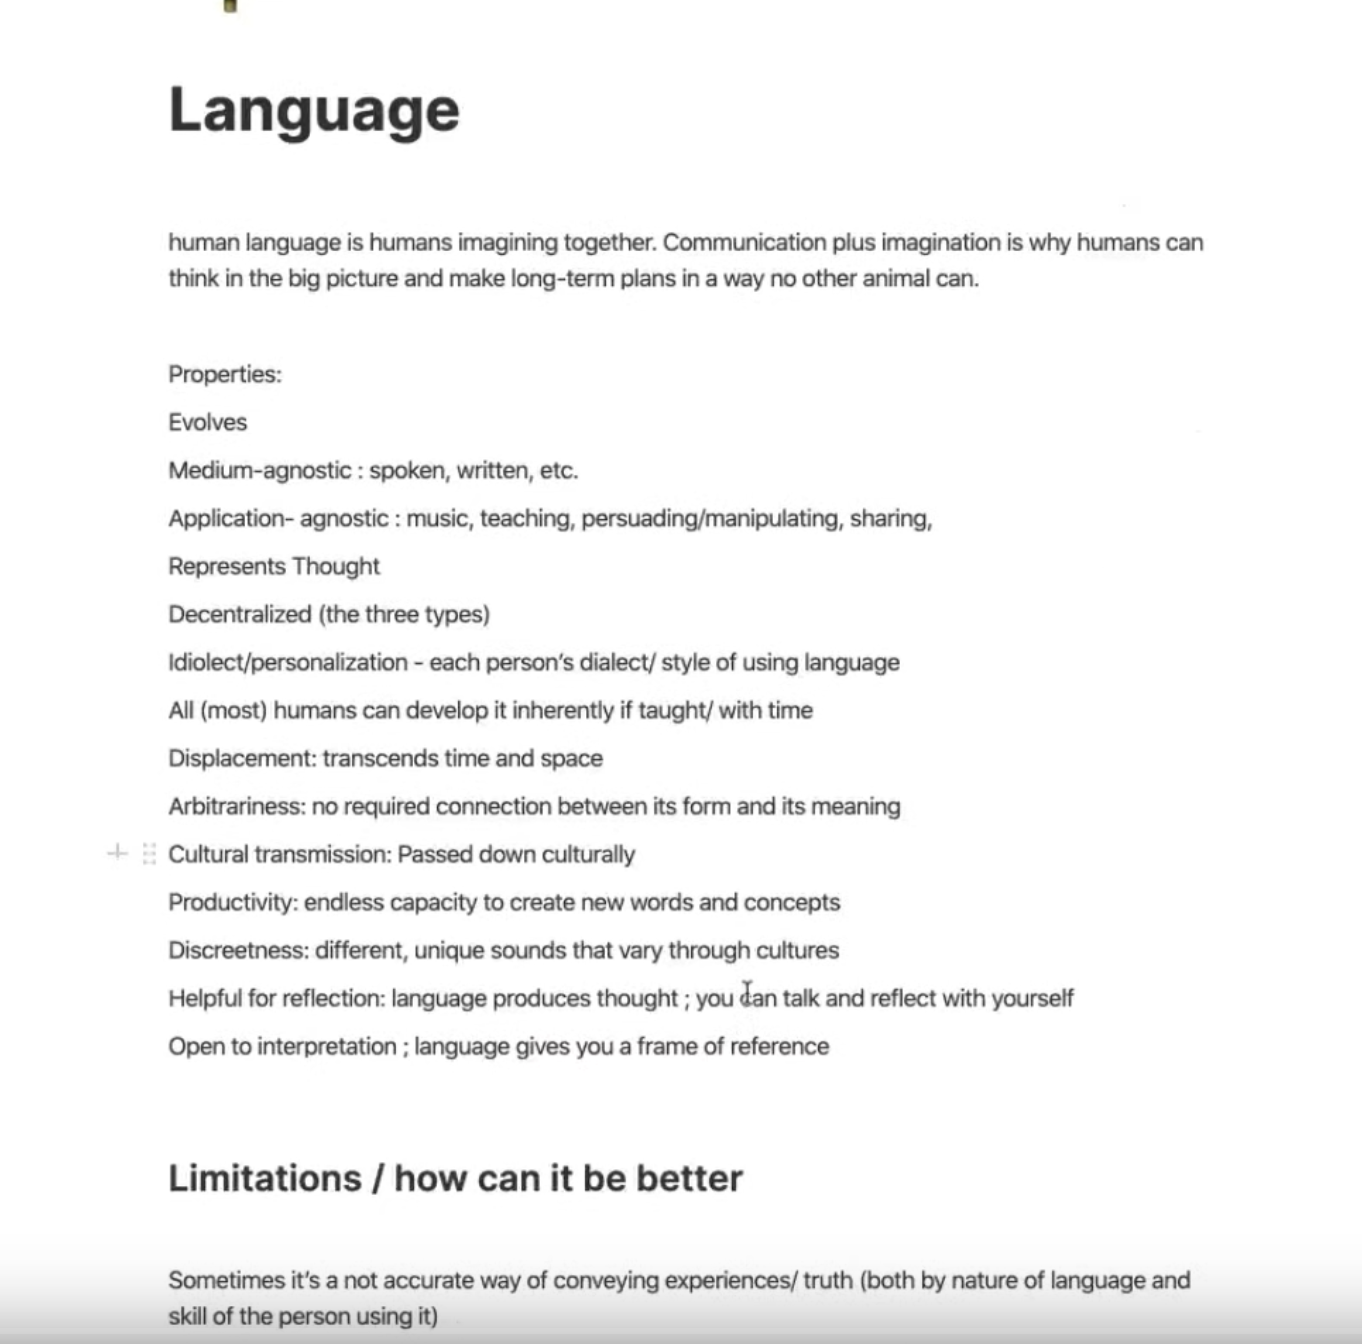 Language
human language is humans imagining together. Communication plus imagination is why humans can
think in the big picture and make long-term plans in a way no other animal can.
Properties:
Evolves
Medium-agnostic : spoken, written, etc.
Application- agnostic : music, teaching, persuading/manipulating, sharing,
Represents Thought
Decentralized (the three types)
Idiolect/personalization - each person's dialect/ style of using language
All (most) humans can develop it inherently if taught/ with time
Displacement: transcends time and space
Arbitrariness: no required connection between its form and its meaning
Cultural transmission: Passed down culturally
Productivity: endless capacity to create new words and concepts
Discreetness: different, unique sounds that vary through cultures
Helpful for reflection: language produces thought ; you can talk and reflect with yourself
Open to interpretation ; language gives you a frame of reference
Limitations / how can it be better
Sometimes it's a not accurate way of conveying experiences/ truth (both by nature of language and
skill of the person using it)